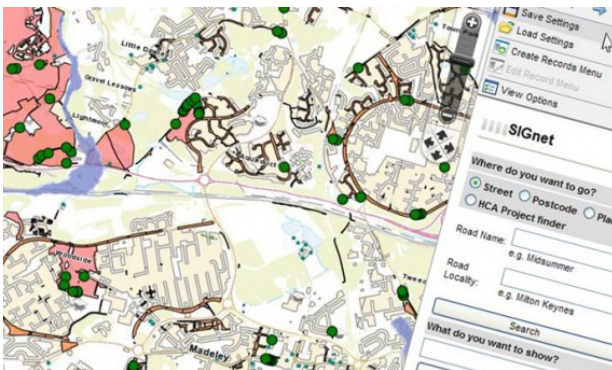 Save Settings
Load Settings
Create Records Menu
Edit Record Menu
View Options
SIGnet
Where do you want to go?
Street Postcode
HCA Project finder
Road Name:
e.g. Midsummer
Road
Locality:
e.g. Milton Keynes
Search
What do you want to show?
Gravel Leasows
Lightmoor
Aqueduct
Woodside
Madeley